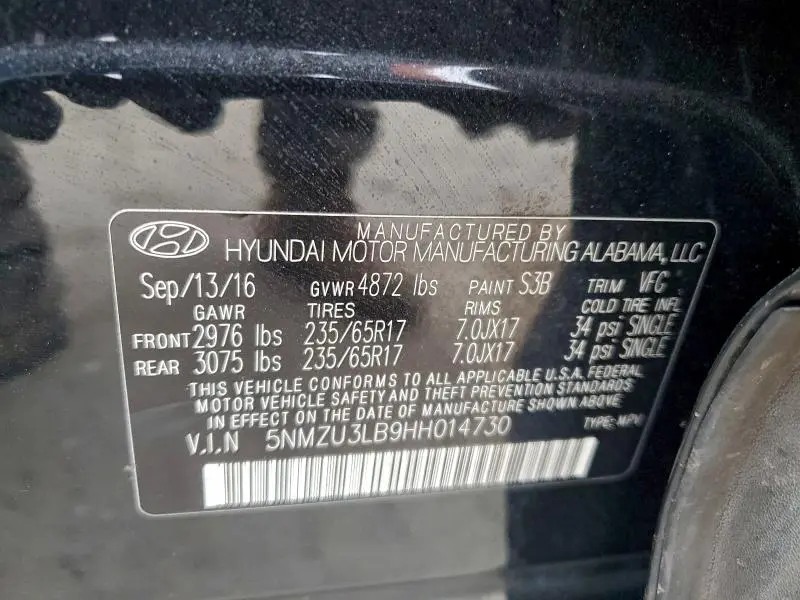 MANUFACTURED BY
HYUNDAI MOTOR MANUFACTURING ALABAMA, LLC
Sep/13/16 GVWR 4872 lbs PAINT S3B TRIM VFC
GAWR TIRES RIMS COLD TIRE INFL
FRONT 2976 lbs 235/65R17 7.0JX17 34 psi SINGLE
REAR 3075 lbs 235/65R17 7.0JX17 34 psi SINGLE
THIS VEHICLE CONFORMS TO ALL APPLICABLE U.S.A. FEDERAL
MOTOR VEHICLE SAFETY AND THEFT PREVENTION STANDARDS
IN EFFECT ON THE DATE OF MANUFACTURE SHOWN ABOVE
V.I.N 5NMZU3LB9HH014730 TYPE: MPV